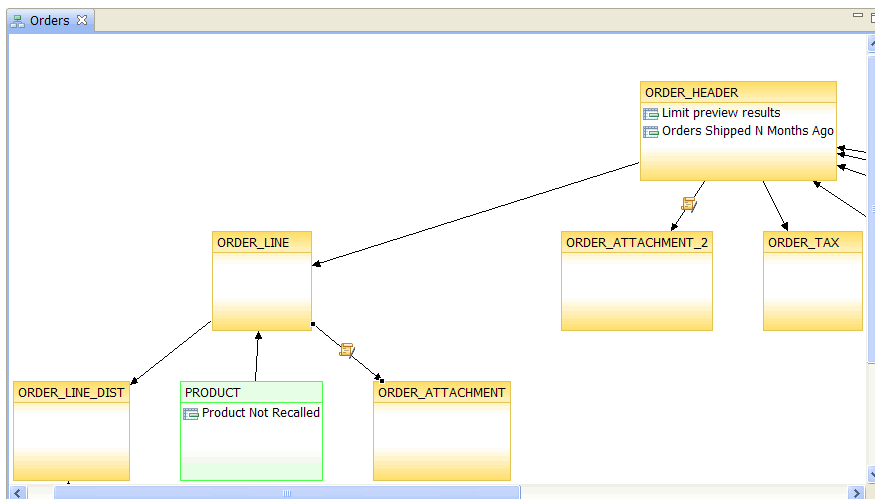 Orders
ORDER_HEADER
Limit preview results
Orders Shipped N Months Ago
ORDER_LINE
ORDER_ATTACHMENT_2
ORDER_TAX
ORDER_LINE_DIST
PRODUCT
ORDER_ATTACHMENT
Product Not Recalled